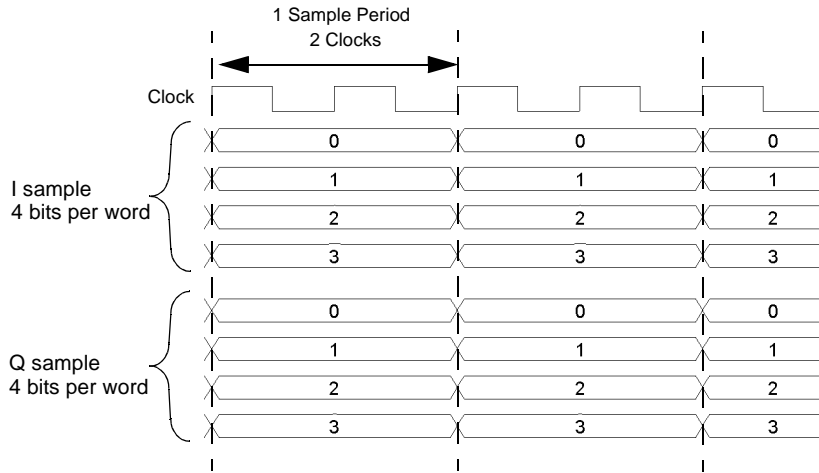 1 Sample Period
2 Clocks
Clock
0 0 0
I sample
4 bits per word
1 1 1
2 2 2
3 3 3
0 0 0
Q sample
4 bits per word
1 1 1
2 2 2
3 3 3